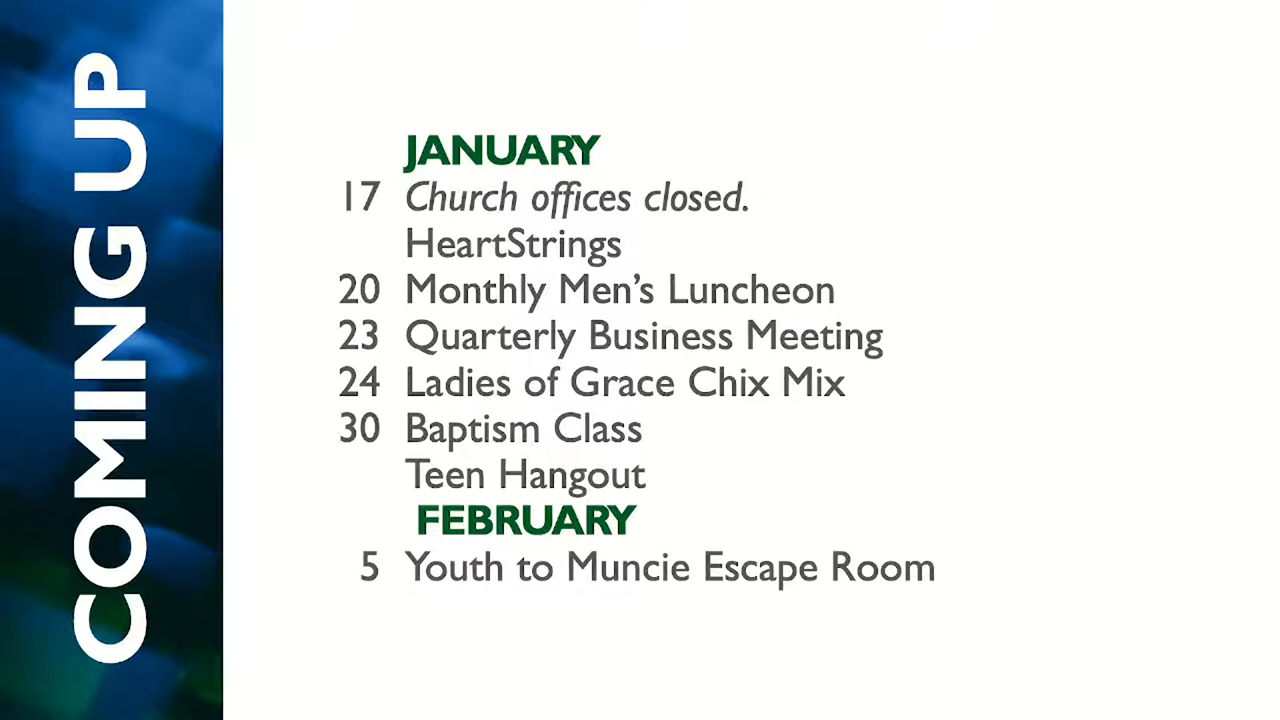 COMING UP
JANUARY
17 Church offices closed.
HeartStrings
20 Monthly Men's Luncheon
23 Quarterly Business Meeting
24 Ladies of Grace Chix Mix
30 Baptism Class
Teen Hangout
FEBRUARY
5 Youth to Muncie Escape Room